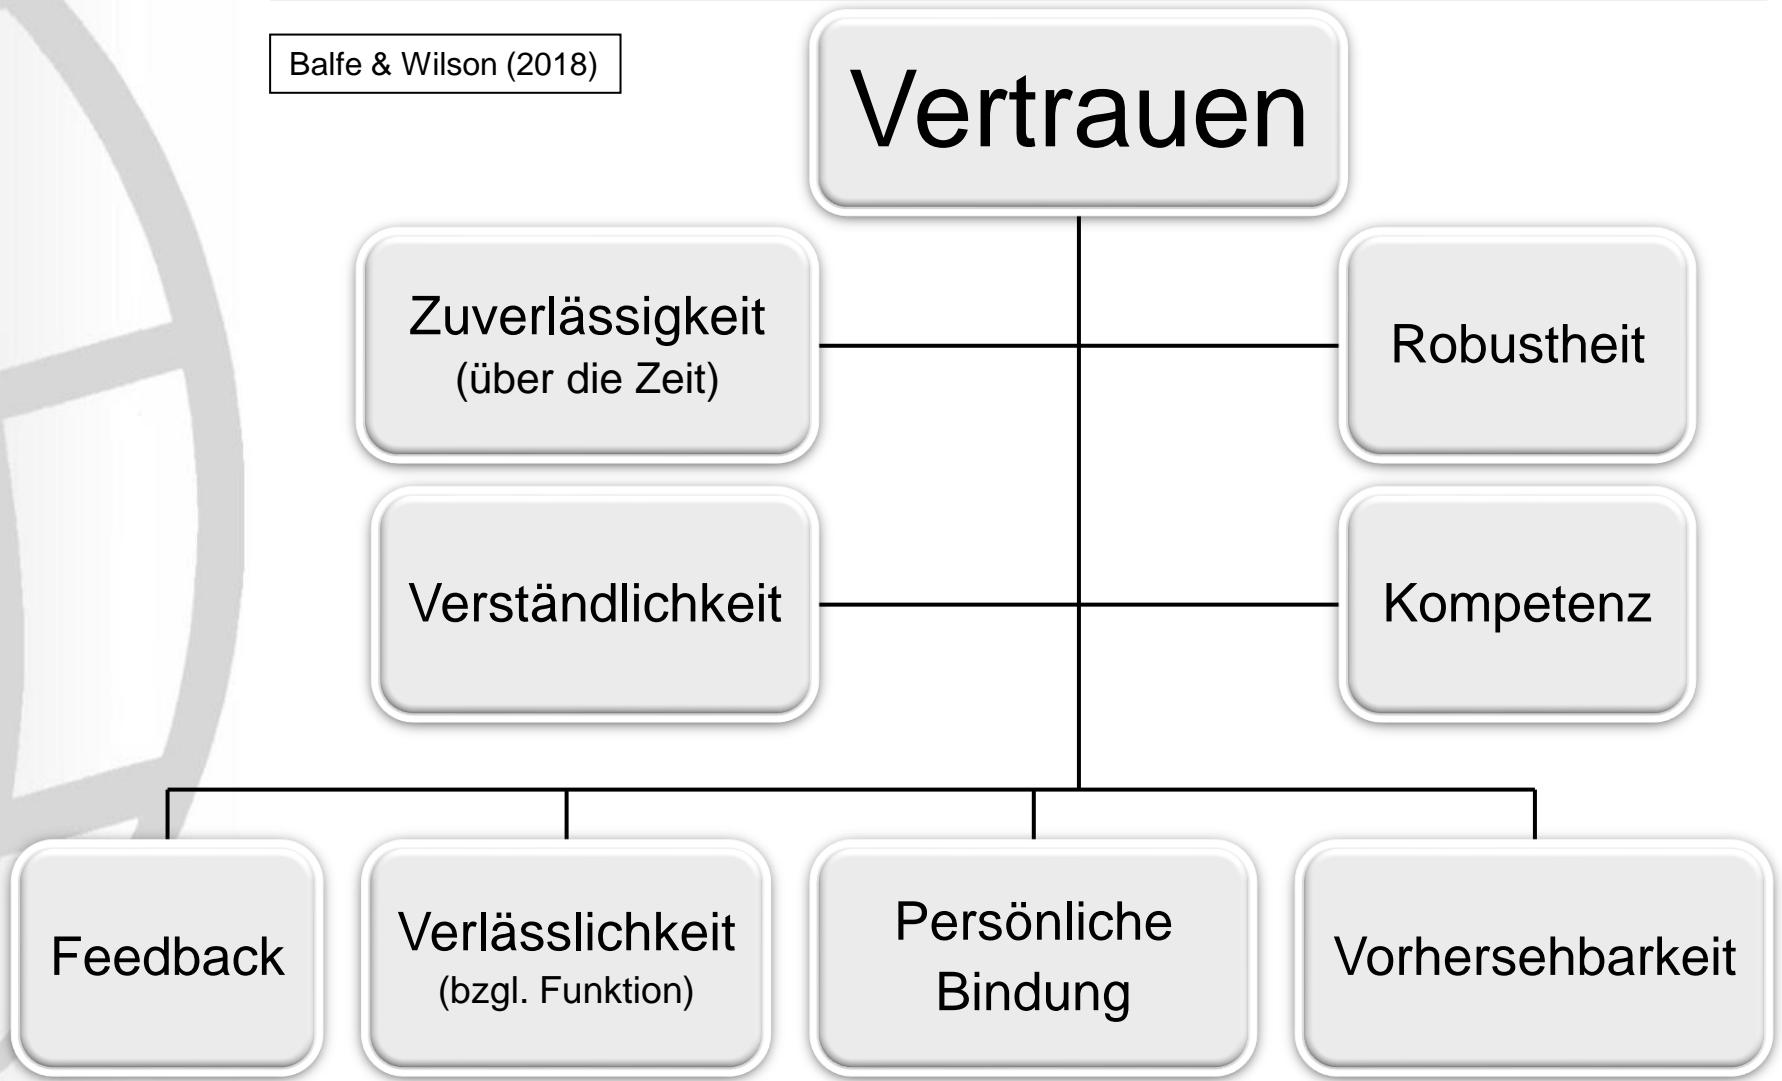 Balfe & Wilson (2018)
Vertrauen
Zuverlässigkeit
(über die Zeit)
Robustheit
Verständlichkeit
Kompetenz
Feedback
Verlässlichkeit
(bzgl. Funktion)
Persönliche
Bindung
Vorhersehbarkeit